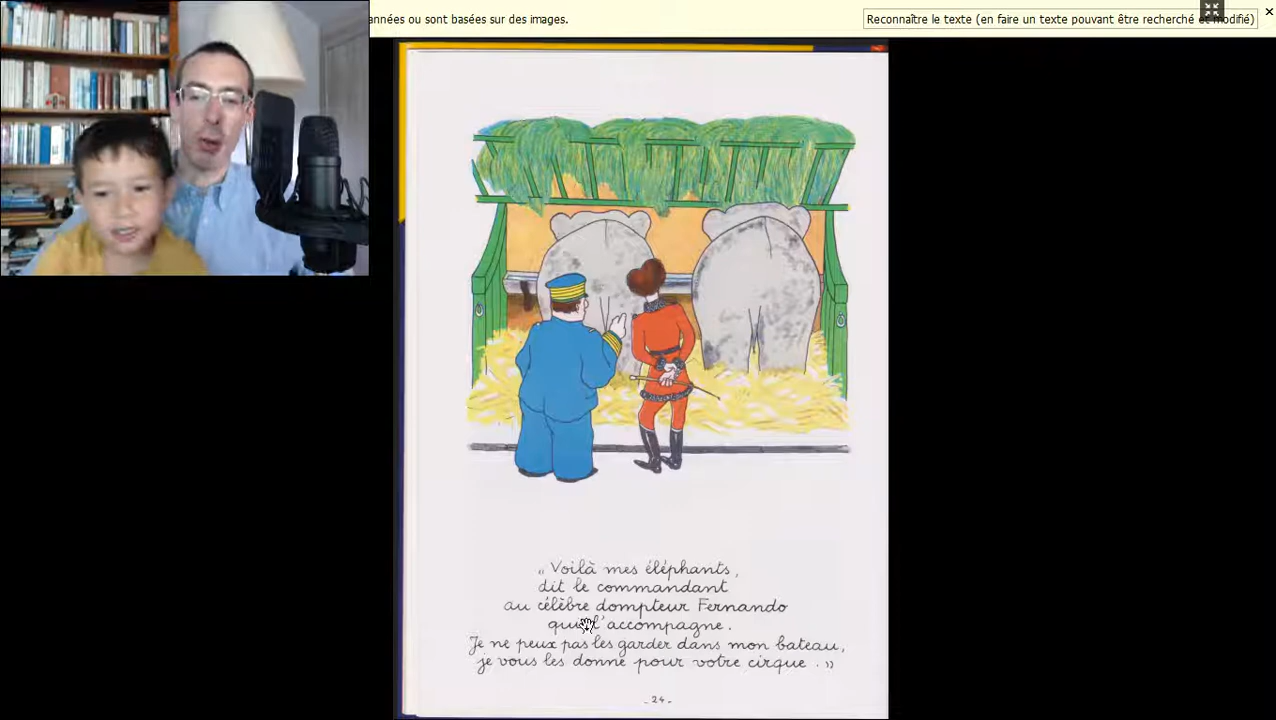 années ou sont basées sur des images.
Reconnaître le texte (en faire un texte pouvant être recherché et modifié)
« Voilà mes éléphants,
dit le commandant
au célèbre dompteur Fernando
qui l'accompagne.
Je ne peux pas les garder dans mon bateau,
je vous les donne pour votre cirque. »
- 24 -